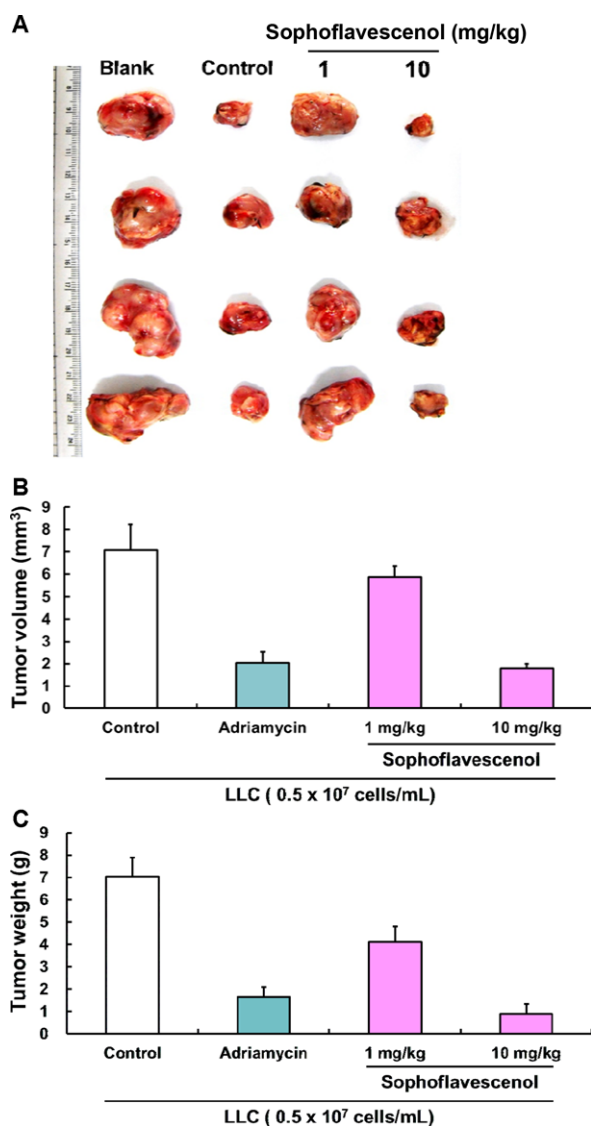 A
Sophoflavescenol (mg/kg)
Blank Control 1 10
B
Tumor volume (mm³)
9
8
7
6
5
4
3
2
1
0
Control Adriamycin 1 mg/kg 10 mg/kg
Sophoflavescenol
LLC ( 0.5 x 10⁷ cells/mL)
C
Tumor weight (g)
9
8
7
6
5
4
3
2
1
0
Control Adriamycin 1 mg/kg 10 mg/kg
Sophoflavescenol
LLC ( 0.5 x 10⁷ cells/mL)